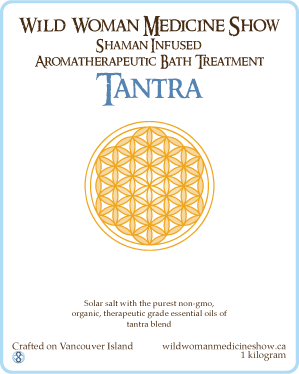 Wild Woman Medicine Show
Shaman Infused
Aromatherapeutic Bath Treatment
Tantra
Solar salt with the purest non-gmo,
organic, therapeutic grade essential oils of
tantra blend
Crafted on Vancouver Island
wildwomanmedicineshow.ca
1 kilogram